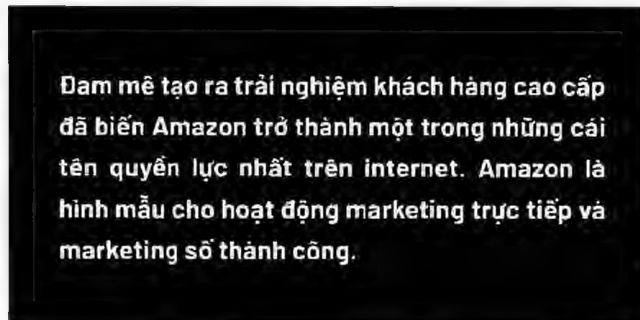 Đam mê tạo ra trải nghiệm khách hàng cao cấp
đã biến Amazon trở thành một trong những cái
tên quyền lực nhất trên internet. Amazon là
hình mẫu cho hoạt động marketing trực tiếp và
marketing số thành công.